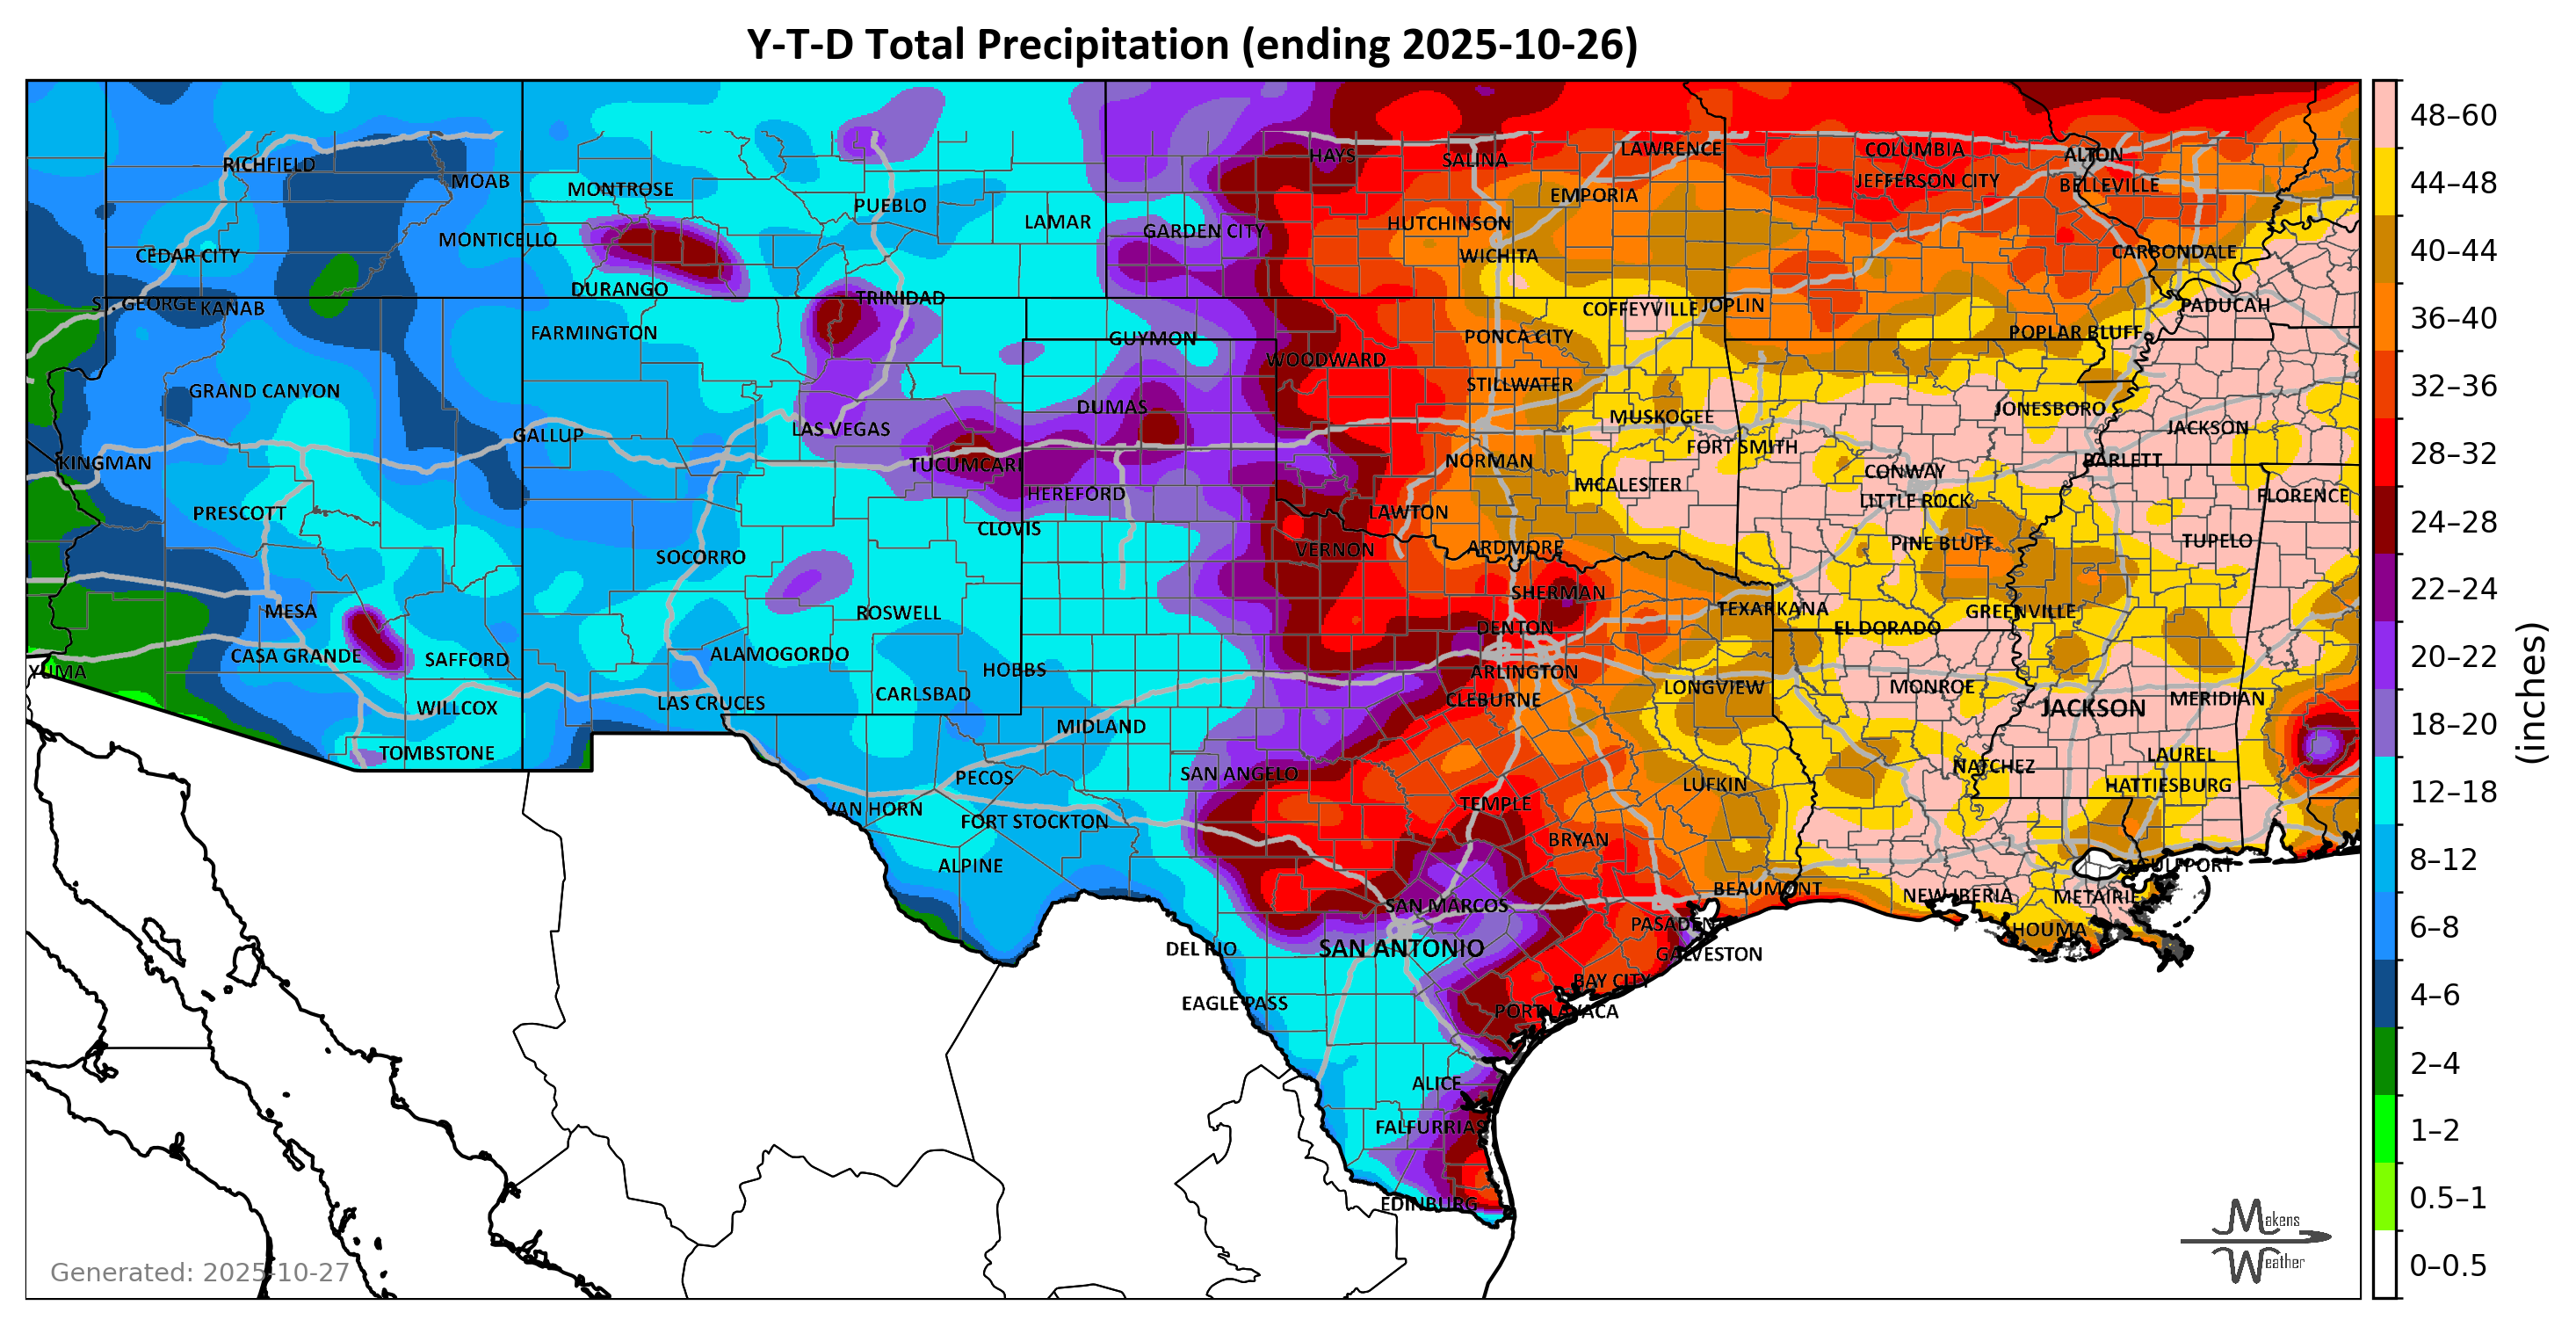 Y-T-D Total Precipitation (ending 2025-10-26)
48–60
HAYS
SALINA
LAWRENCE
COLUMBIA
ALTON
RICHFIELD
MOAB
MONTROSE
JEFFERSON CITY
BELLEVILLE
44–48
EMPORIA
PUEBLO
LAMAR
GARDEN CITY
HUTCHINSON
MONTICELLO
CEDAR CITY
WICHITA
CARBONDALE
40–44
DURANGO
TRINIDAD
ST. GEORGE
KANAB
COFFEYVILLE
JOPLIN
PADUCAH
36–40
FARMINGTON
GUYMON
PONCA CITY
POPLAR BLUFF
WOODWARD
GRAND CANYON
STILLWATER
32–36
DUMAS
MUSKOGEE
JONESBORO
GALLUP
LAS VEGAS
JACKSON
FORT SMITH
28–32
KINGMAN
TUCUMCARI
NORMAN
CONWAY
BARLETT
HEREFORD
MCALESTER
LITTLE ROCK
FLORENCE
PRESCOTT
CLOVIS
LAWTON
24–28
SOCORRO
VERNON
ARDMORE
PINE BLUFF
TUPELO
22–24
MESA
ROSWELL
SHERMAN
TEXARKANA
GREENVILLE
DENTON
EL DORADO
CASA GRANDE
SAFFORD
ALAMOGORDO
HOBBS
20–22
YUMA
ARLINGTON
LONGVIEW
MONROE
WILLCOX
LAS CRUCES
CARLSBAD
CLEBURNE
JACKSON
MERIDIAN
(inches)
18–20
TOMBSTONE
MIDLAND
LAUREL
PECOS
SAN ANGELO
LUFKIN
NATCHEZ
HATTIESBURG
12–18
VAN HORN
FORT STOCKTON
TEMPLE
BRYAN
8–12
ALPINE
GULFPORT
BEAUMONT
NEW IBERIA
METAIRIE
SAN MARCOS
6–8
PASADENA
HOUMA
DEL RIO
SAN ANTONIO
GALVESTON
EAGLE PASS
BAY CITY
PORT LAVACA
4–6
2–4
ALICE
FALFURRIAS
1–2
EDINBURG
0.5–1
Makens
Weather
Generated: 2025-10-27
0–0.5